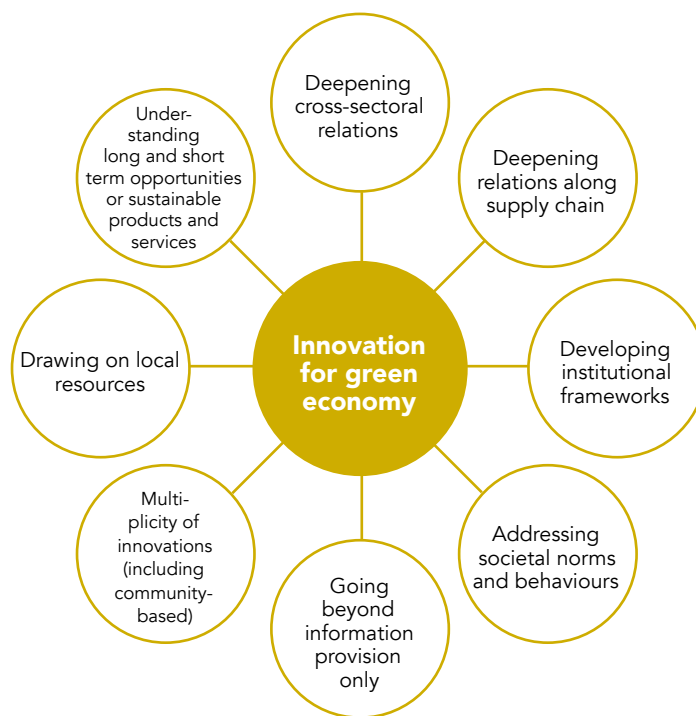 Deepening
cross-sectoral
relations
Under-
standing
long and short
term opportunities
or sustainable
products and
services
Deepening
relations along
supply chain
Innovation
for green
economy
Drawing on local
resources
Developing
institutional
frameworks
Multi-
plicity of
innovations
(including
community-
based)
Addressing
societal norms
and behaviours
Going
beyond
information
provision
only